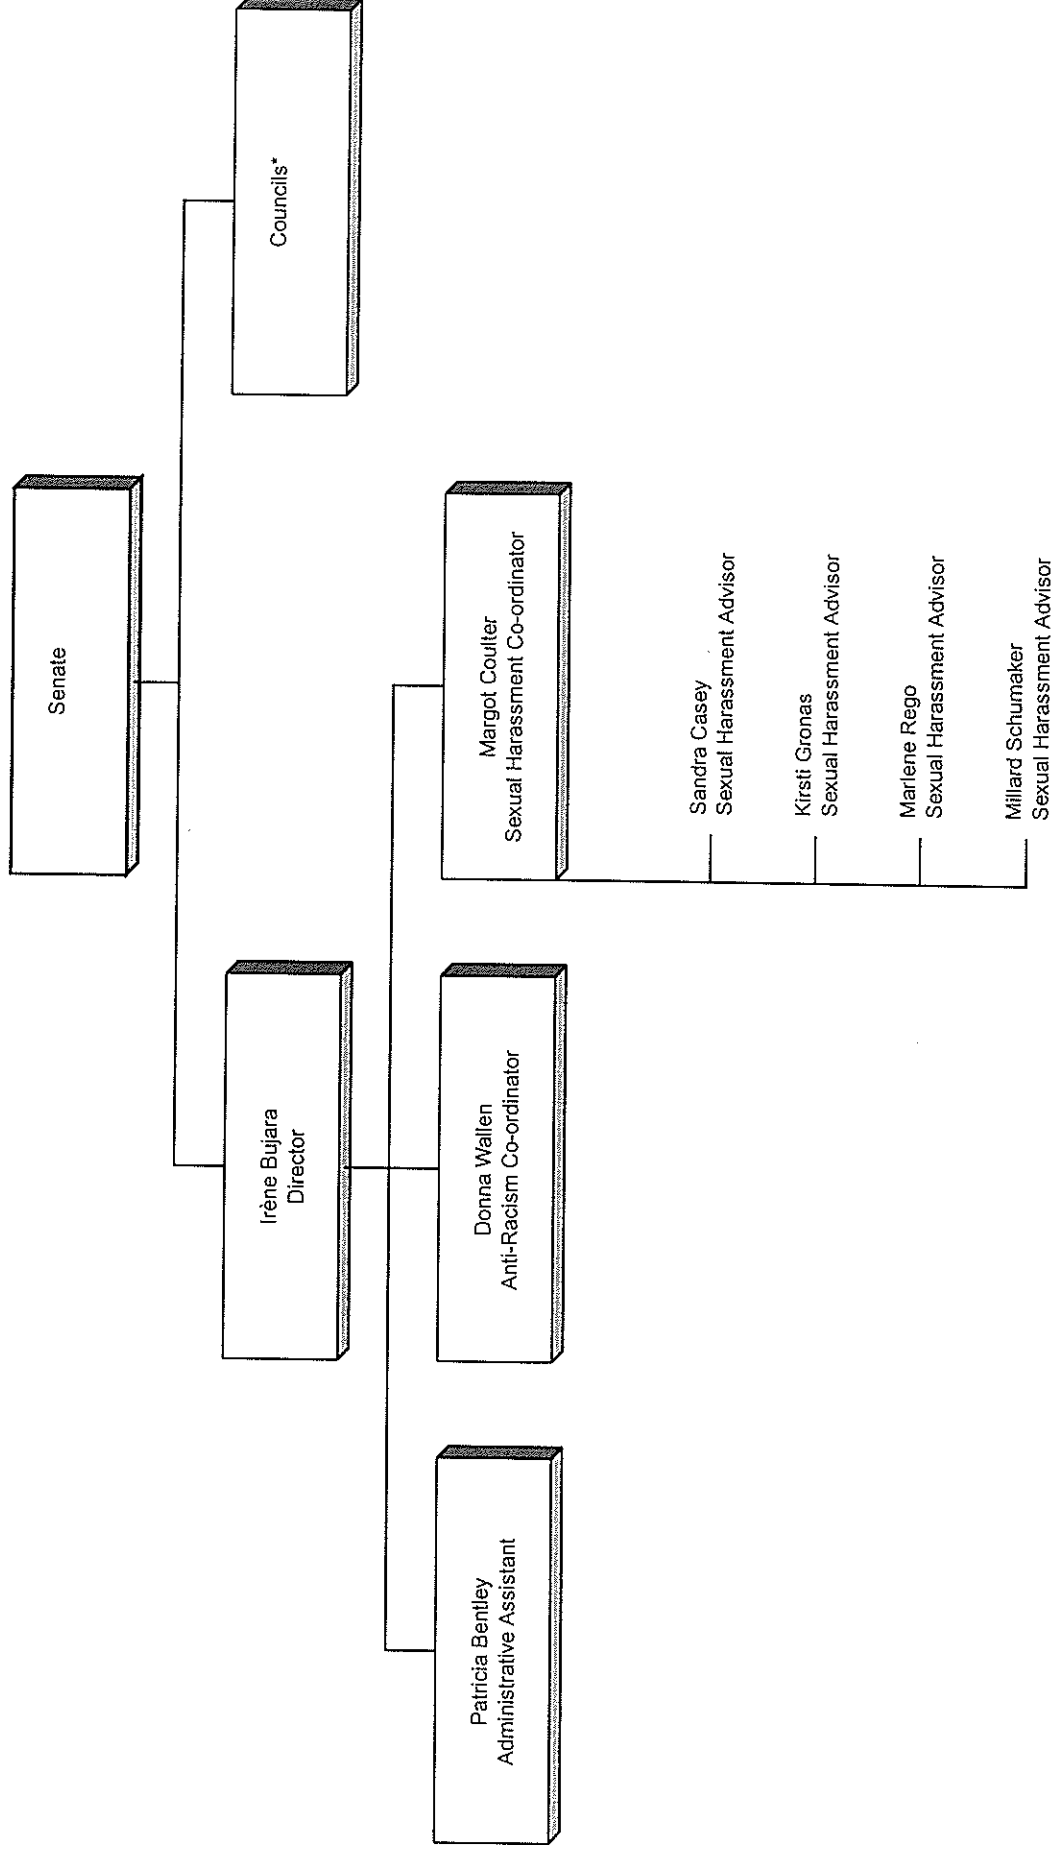 Senate
Irène Bujara
Director
Councils*
Patricia Bentley
Administrative Assistant
Donna Wallen
Anti-Racism Co-ordinator
Margot Coulter
Sexual Harassment Co-ordinator
Sandra Casey
Sexual Harassment Advisor
Kirsti Gronas
Sexual Harassment Advisor
Marlene Rego
Sexual Harassment Advisor
Millard Schumaker
Sexual Harassment Advisor